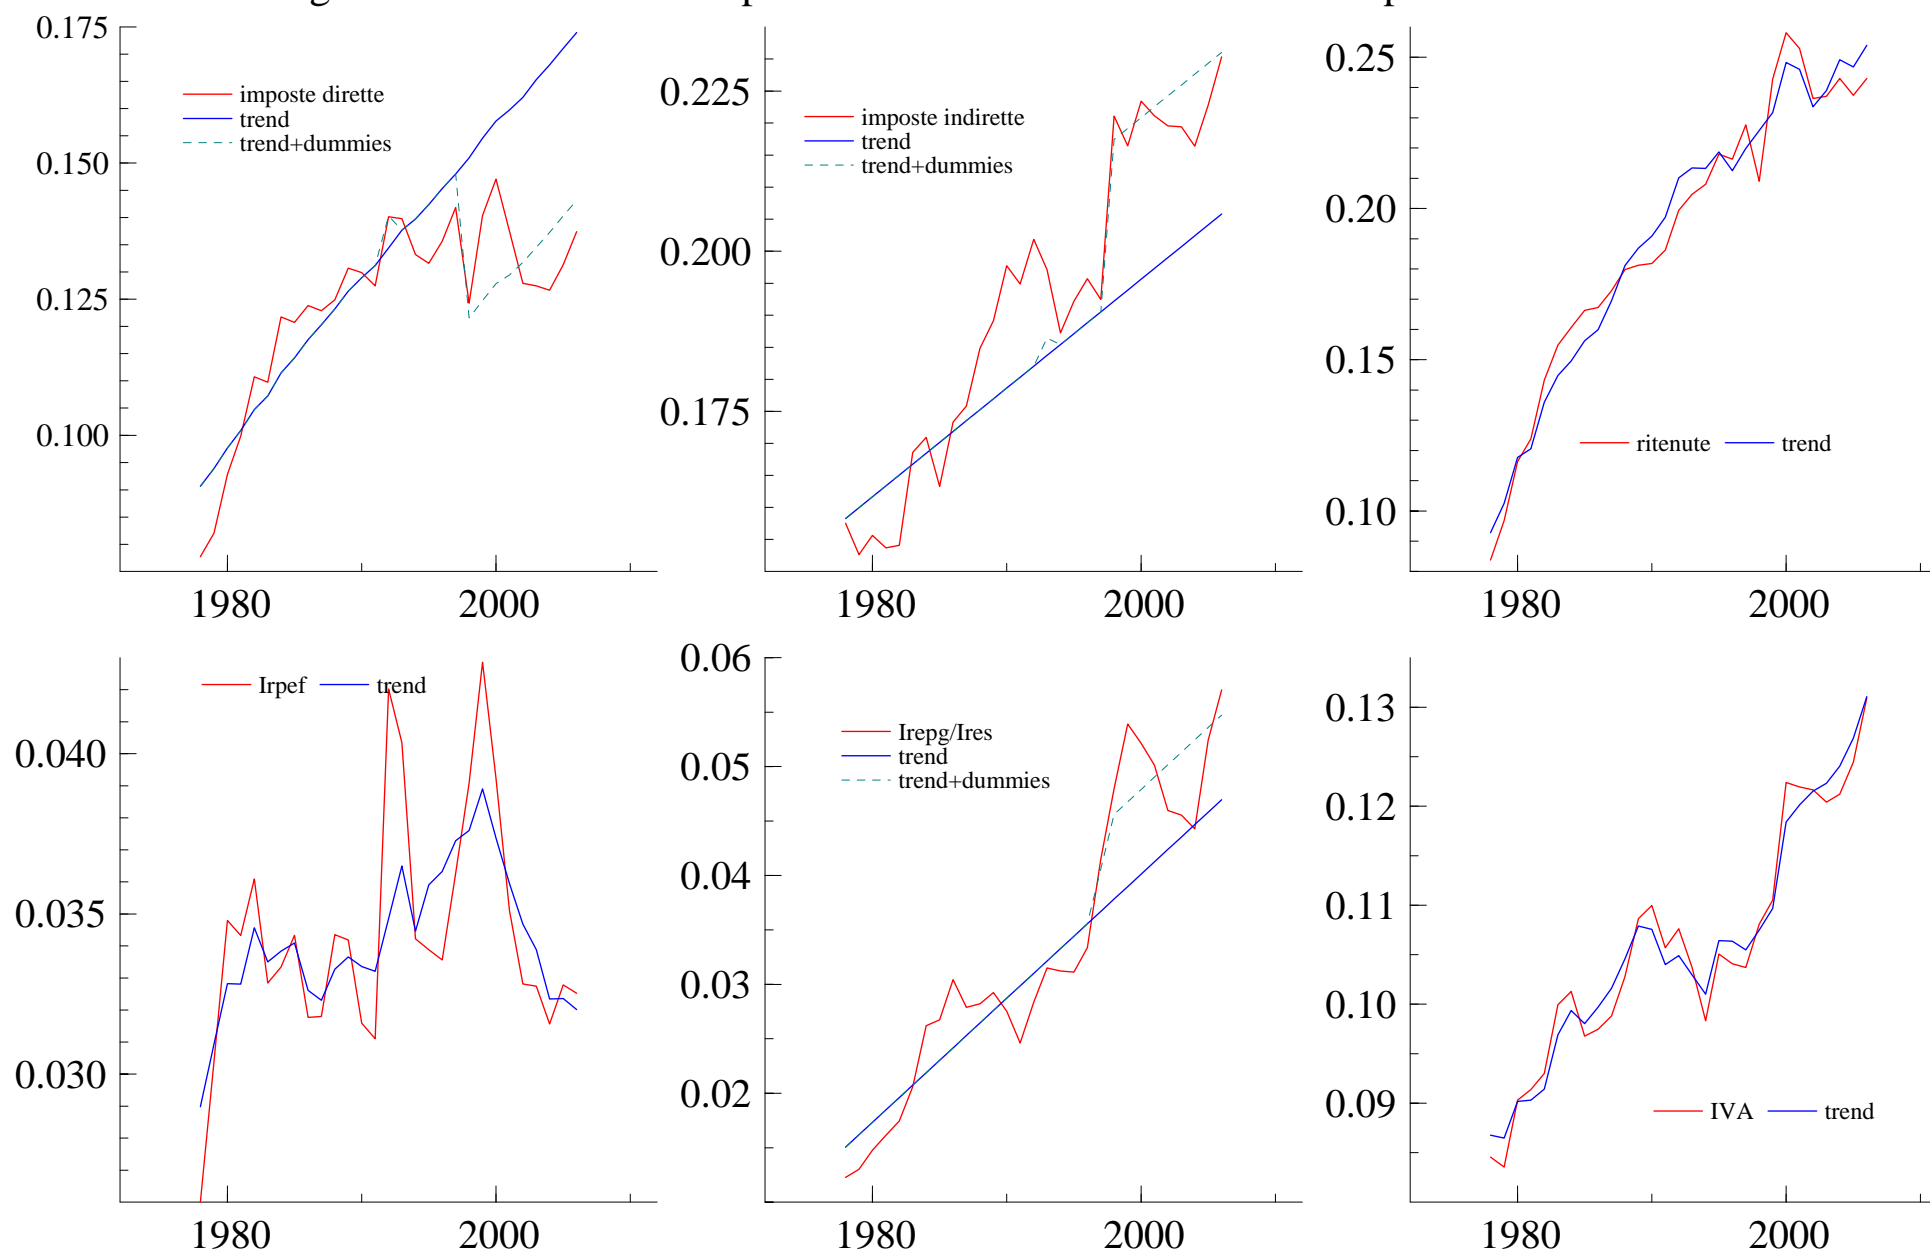 0.175
0.150
0.125
0.100
imposte dirette
trend
trend+dummies
1980 2000
0.225
0.200
0.175
imposte indirette
trend
trend+dummies
1980 2000
0.25
0.20
0.15
0.10
ritenute trend
1980 2000
0.040
0.035
0.030
Irpef trend
1980 2000
0.06
0.05
0.04
0.03
0.02
Irepg/Ires
trend
trend+dummies
1980 2000
0.13
0.12
0.11
0.10
0.09
IVA trend
1980 2000